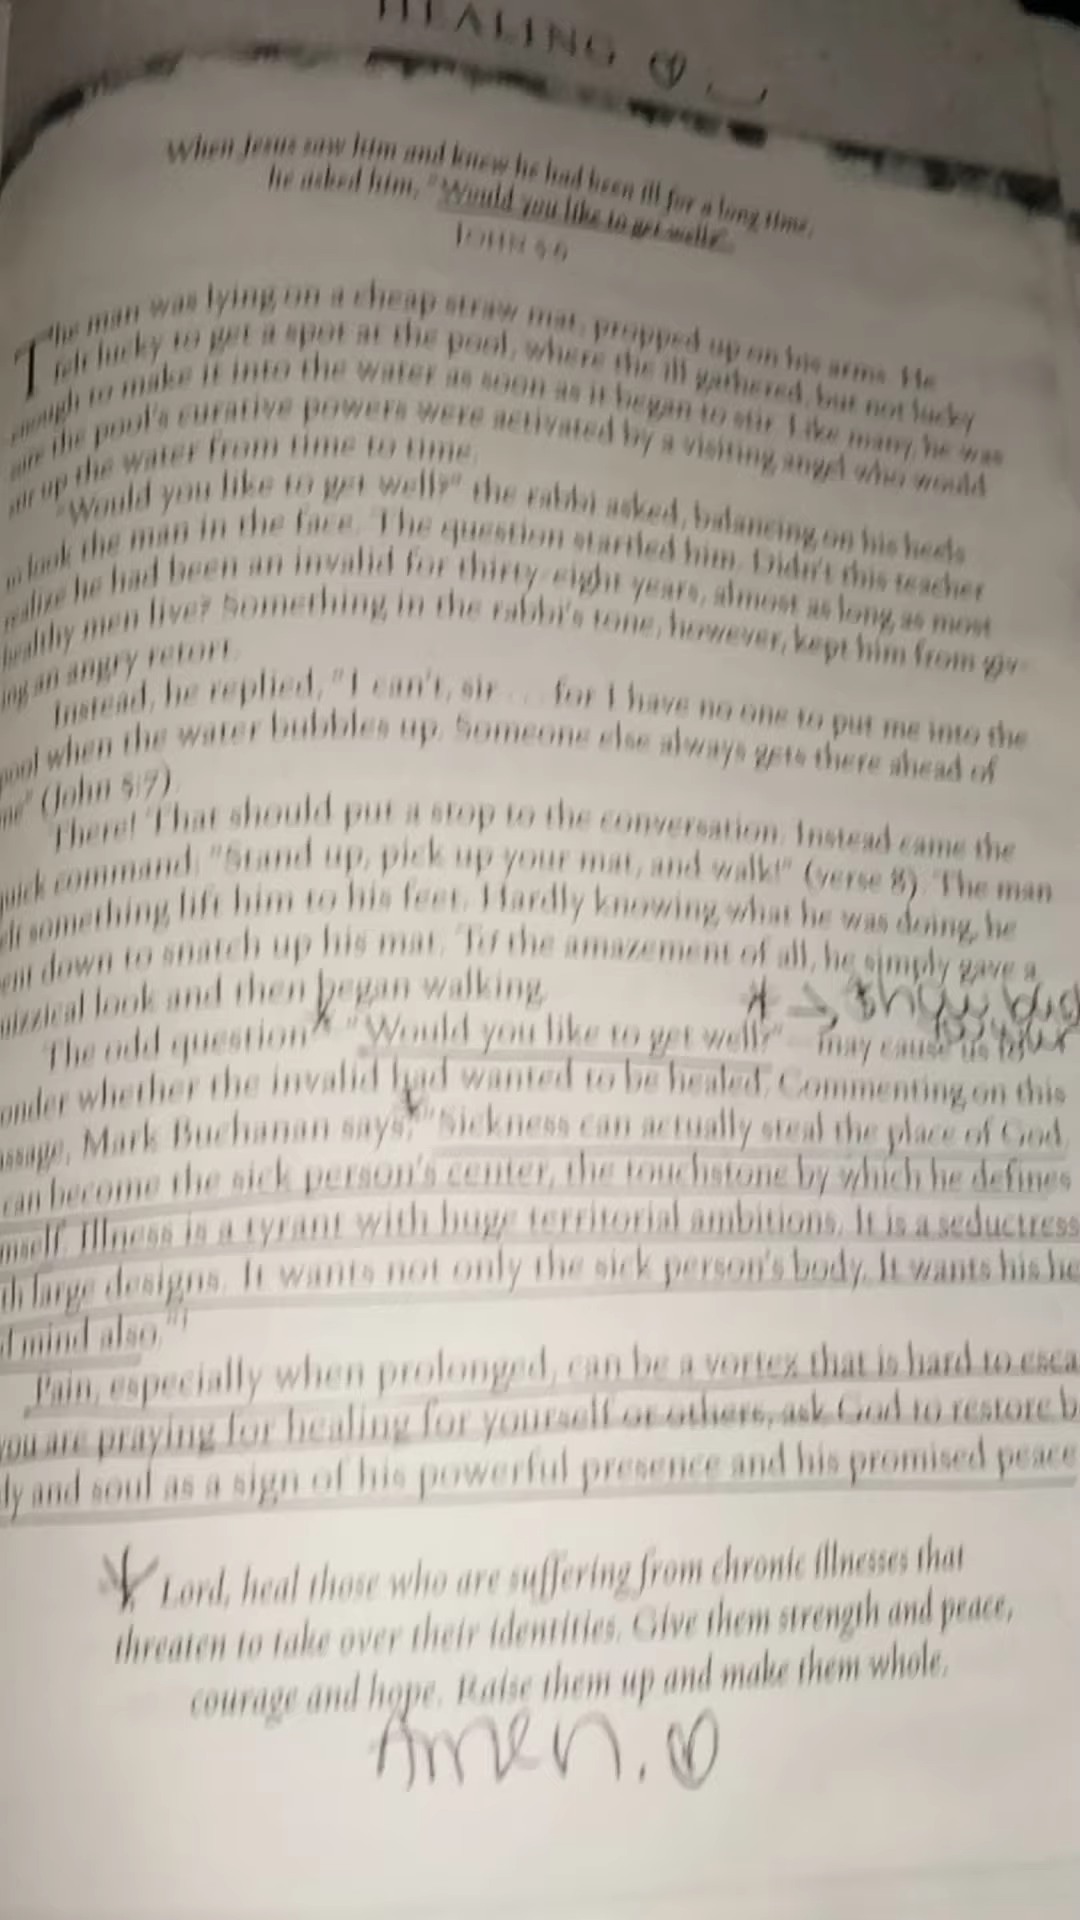 HEALING
When Jesus saw him and knew he had been ill for a long time,
he asked him, "Would you like to get well?"
JOHN 5:6
The man was lying on a cheap straw mat, propped up on his arms. He
felt lucky to get a spot at the pool, where the ill gathered, but not lucky
enough to make it into the water as soon as it began to stir. Like many, he was
sure the pool's curative powers were activated by a visiting angel who would
stir up the water from time to time.
"Would you like to get well?" the rabbi asked, balancing on his heels
to look the man in the face. The question startled him. Didn't this teacher
realize he had been an invalid for thirty-eight years, almost as long as most
healthy men live? Something in the rabbi's tone, however, kept him from giv-
ing an angry retort.
Instead, he replied, "I can't, sir . . . for I have no one to put me into the
pool when the water bubbles up. Someone else always gets there ahead of
me" (John 5:7).
There! That should put a stop to the conversation. Instead came the
quick command: "Stand up, pick up your mat, and walk!" (verse 8). The man
elt something lift him to his feet. Hardly knowing what he was doing, he
ent down to snatch up his mat. To the amazement of all, he simply gave a
uizzical look and then began walking.
The odd question—"Would you like to get well?"—may cause us to
onder whether the invalid had wanted to be healed. Commenting on this
assage, Mark Buchanan says, "Sickness can actually steal the place of God.
can become the sick person's center, the touchstone by which he defines
mself. Illness is a tyrant with huge territorial ambitions. It is a seductress
th large designs. It wants not only the sick person's body. It wants his he
d mind also."1
Pain, especially when prolonged, can be a vortex that is hard to esca
you are praying for healing for yourself or others, ask God to restore b
dy and soul as a sign of his powerful presence and his promised peace
Lord, heal those who are suffering from chronic illnesses that
threaten to take over their identities. Give them strength and peace,
courage and hope. Raise them up and make them whole.
Amen.